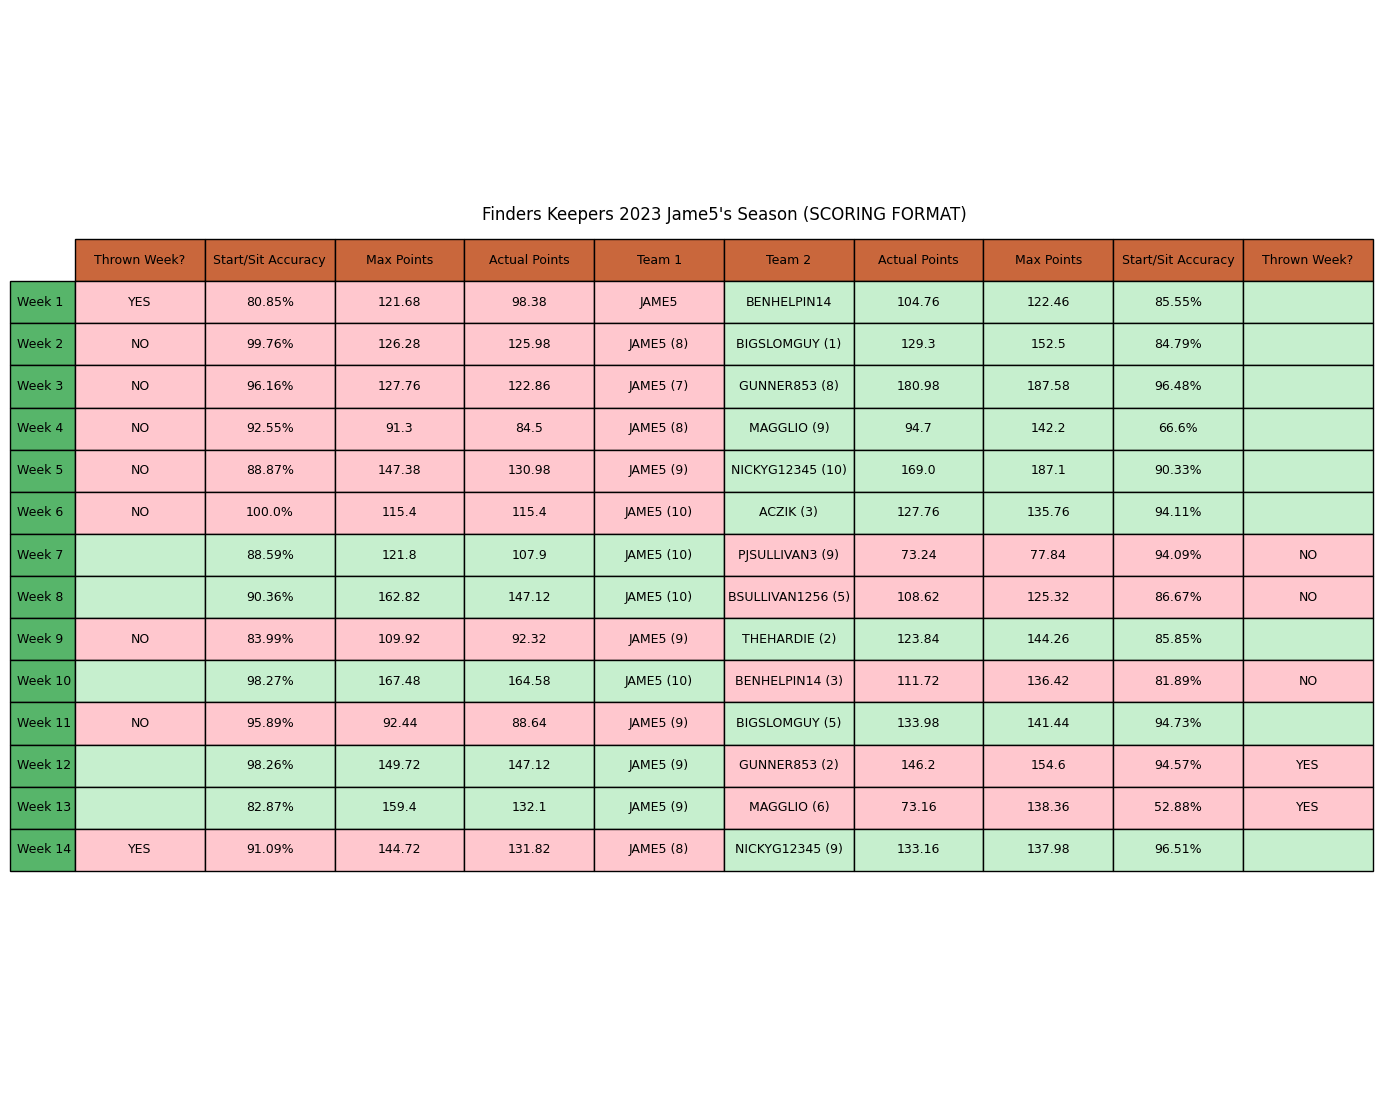 Finders Keepers 2023 Jame5's Season (SCORING FORMAT)
Thrown Week? Start/Sit Accuracy Max Points Actual Points Team 1 Team 2 Actual Points Max Points Start/Sit Accuracy Thrown Week?
Week 1 YES 80.85% 121.68 98.38 JAME5 BENHELPIN14 104.76 122.46 85.55%
Week 2 NO 99.76% 126.28 125.98 JAME5 (8) BIGSLOMGUY (1) 129.3 152.5 84.79%
Week 3 NO 96.16% 127.76 122.86 JAME5 (7) GUNNER853 (8) 180.98 187.58 96.48%
Week 4 NO 92.55% 91.3 84.5 JAME5 (8) MAGGLIO (9) 94.7 142.2 66.6%
Week 5 NO 88.87% 147.38 130.98 JAME5 (9) NICKYG12345 (10) 169.0 187.1 90.33%
Week 6 NO 100.0% 115.4 115.4 JAME5 (10) ACZIK (3) 127.76 135.76 94.11%
Week 7 88.59% 121.8 107.9 JAME5 (10) PJSULLIVAN3 (9) 73.24 77.84 94.09% NO
Week 8 90.36% 162.82 147.12 JAME5 (10) BSULLIVAN1256 (5) 108.62 125.32 86.67% NO
Week 9 NO 83.99% 109.92 92.32 JAME5 (9) THEHARDIE (2) 123.84 144.26 85.85%
Week 10 98.27% 167.48 164.58 JAME5 (10) BENHELPIN14 (3) 111.72 136.42 81.89% NO
Week 11 NO 95.89% 92.44 88.64 JAME5 (9) BIGSLOMGUY (5) 133.98 141.44 94.73%
Week 12 98.26% 149.72 147.12 JAME5 (9) GUNNER853 (2) 146.2 154.6 94.57% YES
Week 13 82.87% 159.4 132.1 JAME5 (9) MAGGLIO (6) 73.16 138.36 52.88% YES
Week 14 YES 91.09% 144.72 131.82 JAME5 (8) NICKYG12345 (9) 133.16 137.98 96.51%